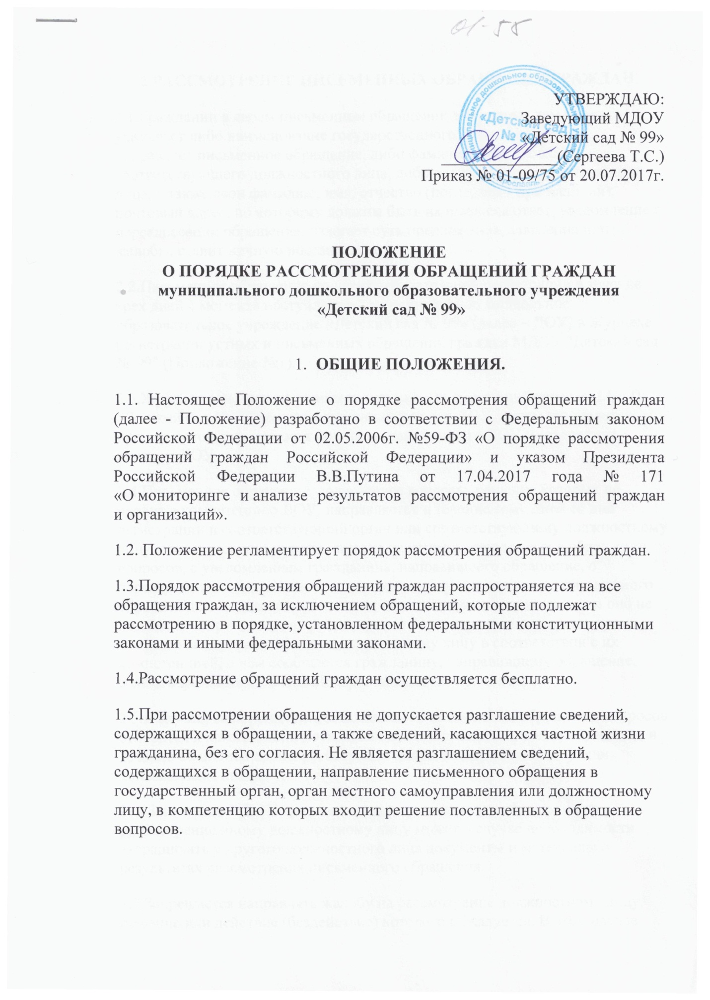 01-55
УТВЕРЖДАЮ:
Заведующий МДОУ
«Детский сад № 99»
(Сергеева Т.С.)
Приказ № 01-09/75 от 20.07.2017г.
«Детский сад
№ 99»
ПОЛОЖЕНИЕ
О ПОРЯДКЕ РАССМОТРЕНИЯ ОБРАЩЕНИЙ ГРАЖДАН
муниципального дошкольного образовательного учреждения
«Детский сад № 99»
1. ОБЩИЕ ПОЛОЖЕНИЯ.
1.1. Настоящее Положение о порядке рассмотрения обращений граждан
(далее - Положение) разработано в соответствии с Федеральным законом
Российской Федерации от 02.05.2006г. №59-ФЗ «О порядке рассмотрения
обращений граждан Российской Федерации» и указом Президента
Российской Федерации В.В.Путина от 17.04.2017 года № 171
«О мониторинге и анализе результатов рассмотрения обращений граждан
и организаций».
1.2. Положение регламентирует порядок рассмотрения обращений граждан.
1.3.Порядок рассмотрения обращений граждан распространяется на все
обращения граждан, за исключением обращений, которые подлежат
рассмотрению в порядке, установленном федеральными конституционными
законами и иными федеральными законами.
1.4.Рассмотрение обращений граждан осуществляется бесплатно.
1.5.При рассмотрении обращения не допускается разглашение сведений,
содержащихся в обращении, а также сведений, касающихся частной жизни
гражданина, без его согласия. Не является разглашением сведений,
содержащихся в обращении, направление письменного обращения в
государственный орган, орган местного самоуправления или должностному
лицу, в компетенцию которых входит решение поставленных в обращение
вопросов.